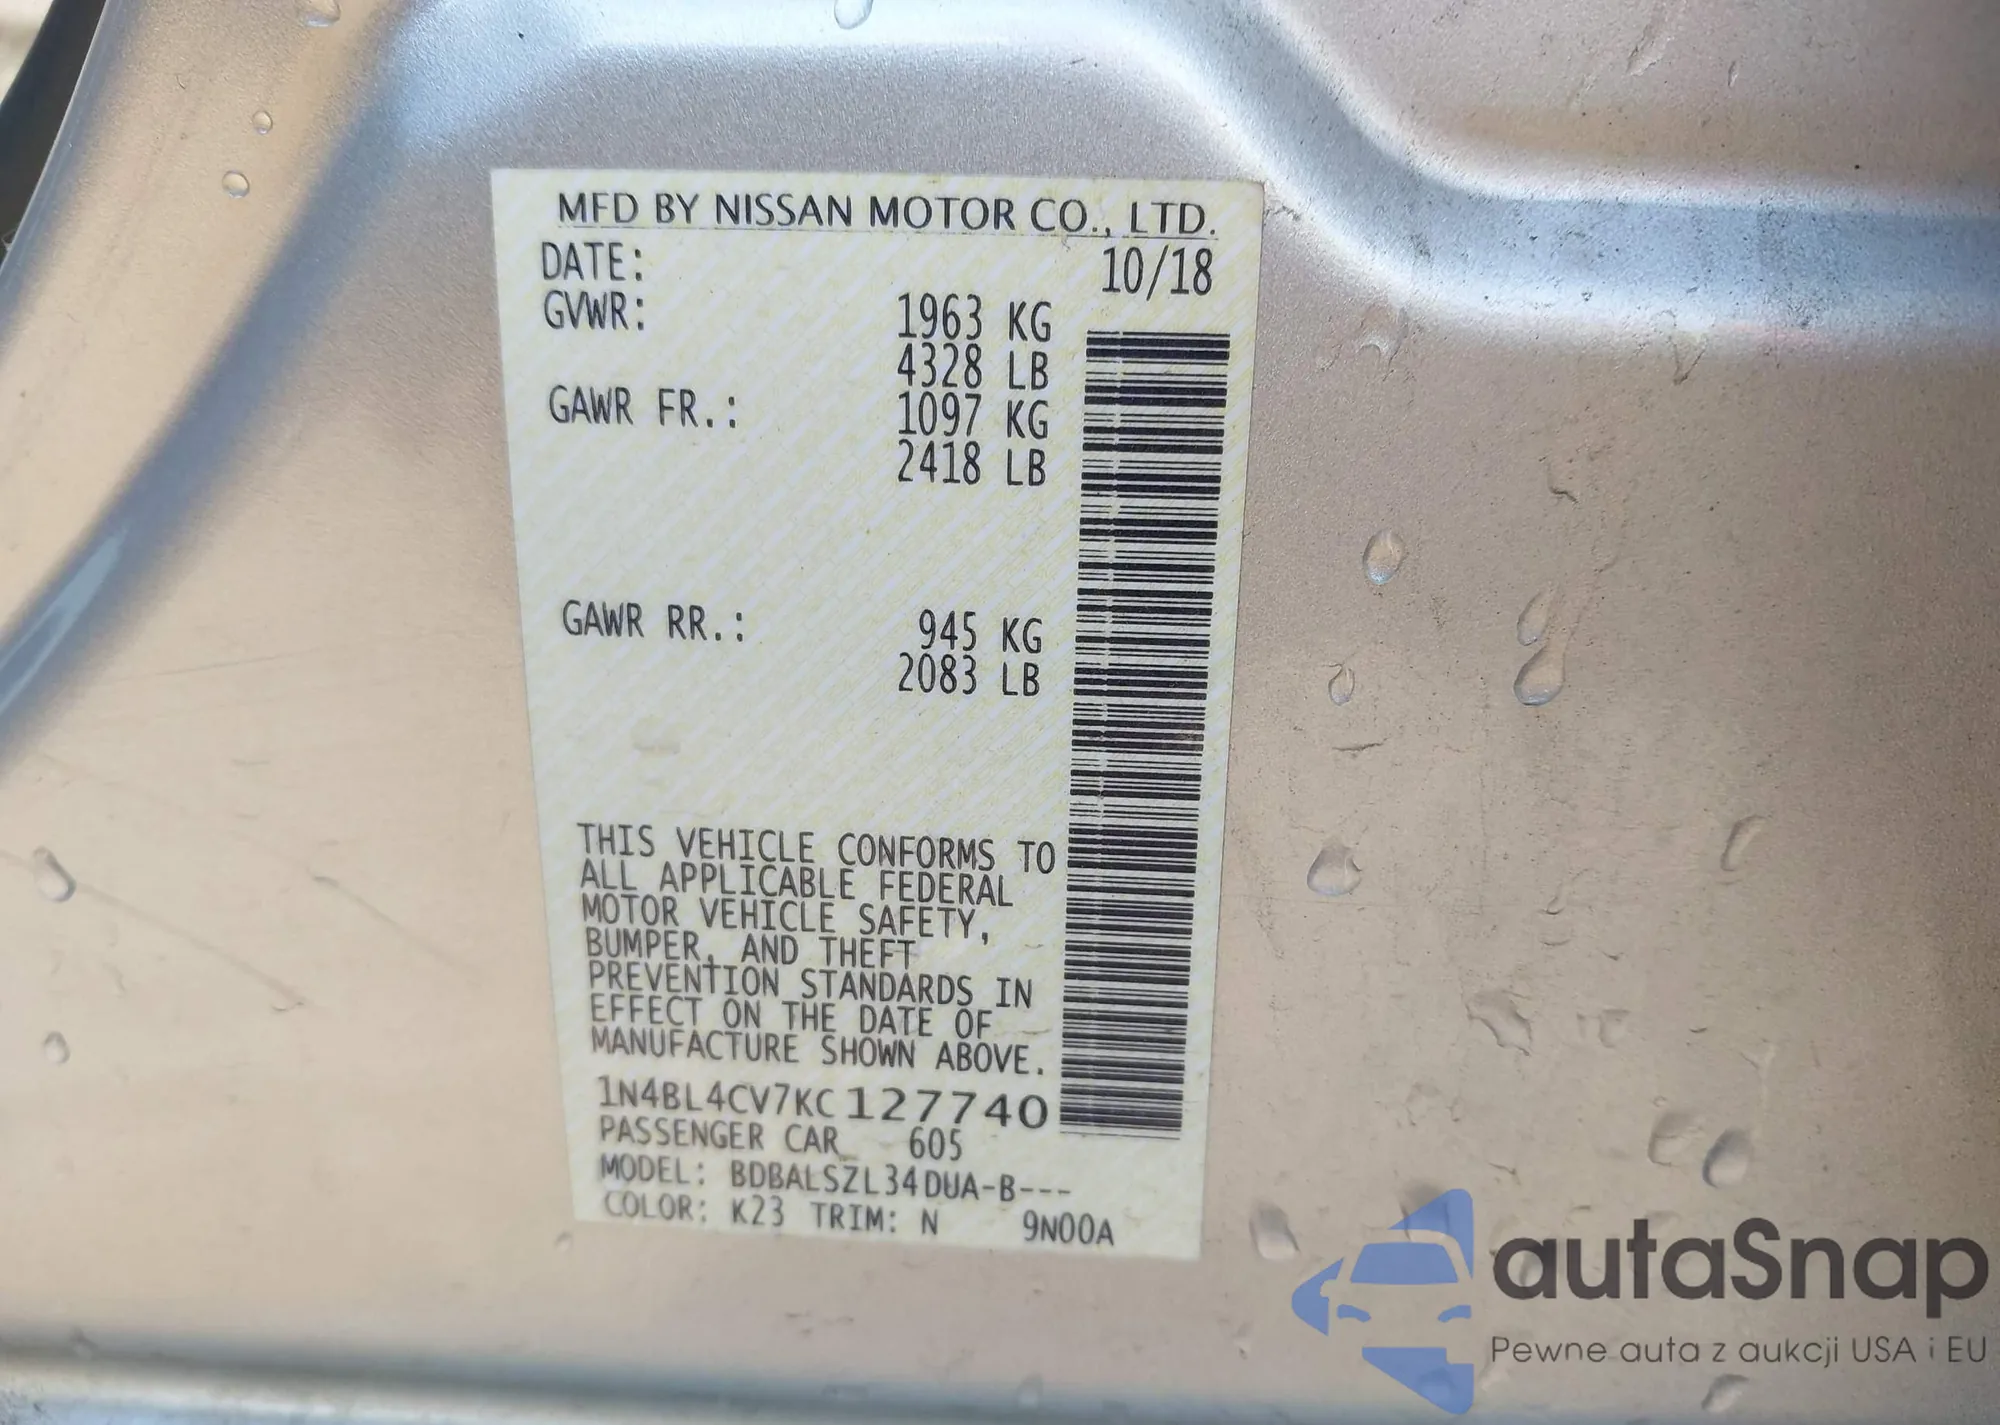 MFD BY NISSAN MOTOR CO., LTD.
DATE: 10/18
GVWR: 1963 KG
4328 LB
GAWR FR.: 1097 KG
2418 LB
GAWR RR.: 945 KG
2083 LB
THIS VEHICLE CONFORMS TO
ALL APPLICABLE FEDERAL
MOTOR VEHICLE SAFETY,
BUMPER, AND THEFT
PREVENTION STANDARDS IN
EFFECT ON THE DATE OF
MANUFACTURE SHOWN ABOVE.
1N4BL4CV7KC127740
PASSENGER CAR 605
MODEL: BDBALSZL34DUA-B---
COLOR: K23 TRIM: N 9N00A
autaSnap
Pewne auta z aukcji USA i EU